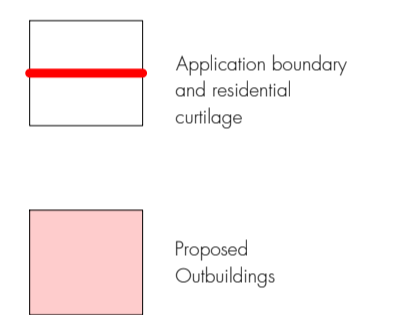 Application boundary
and residential
curtilage
Proposed
Outbuildings